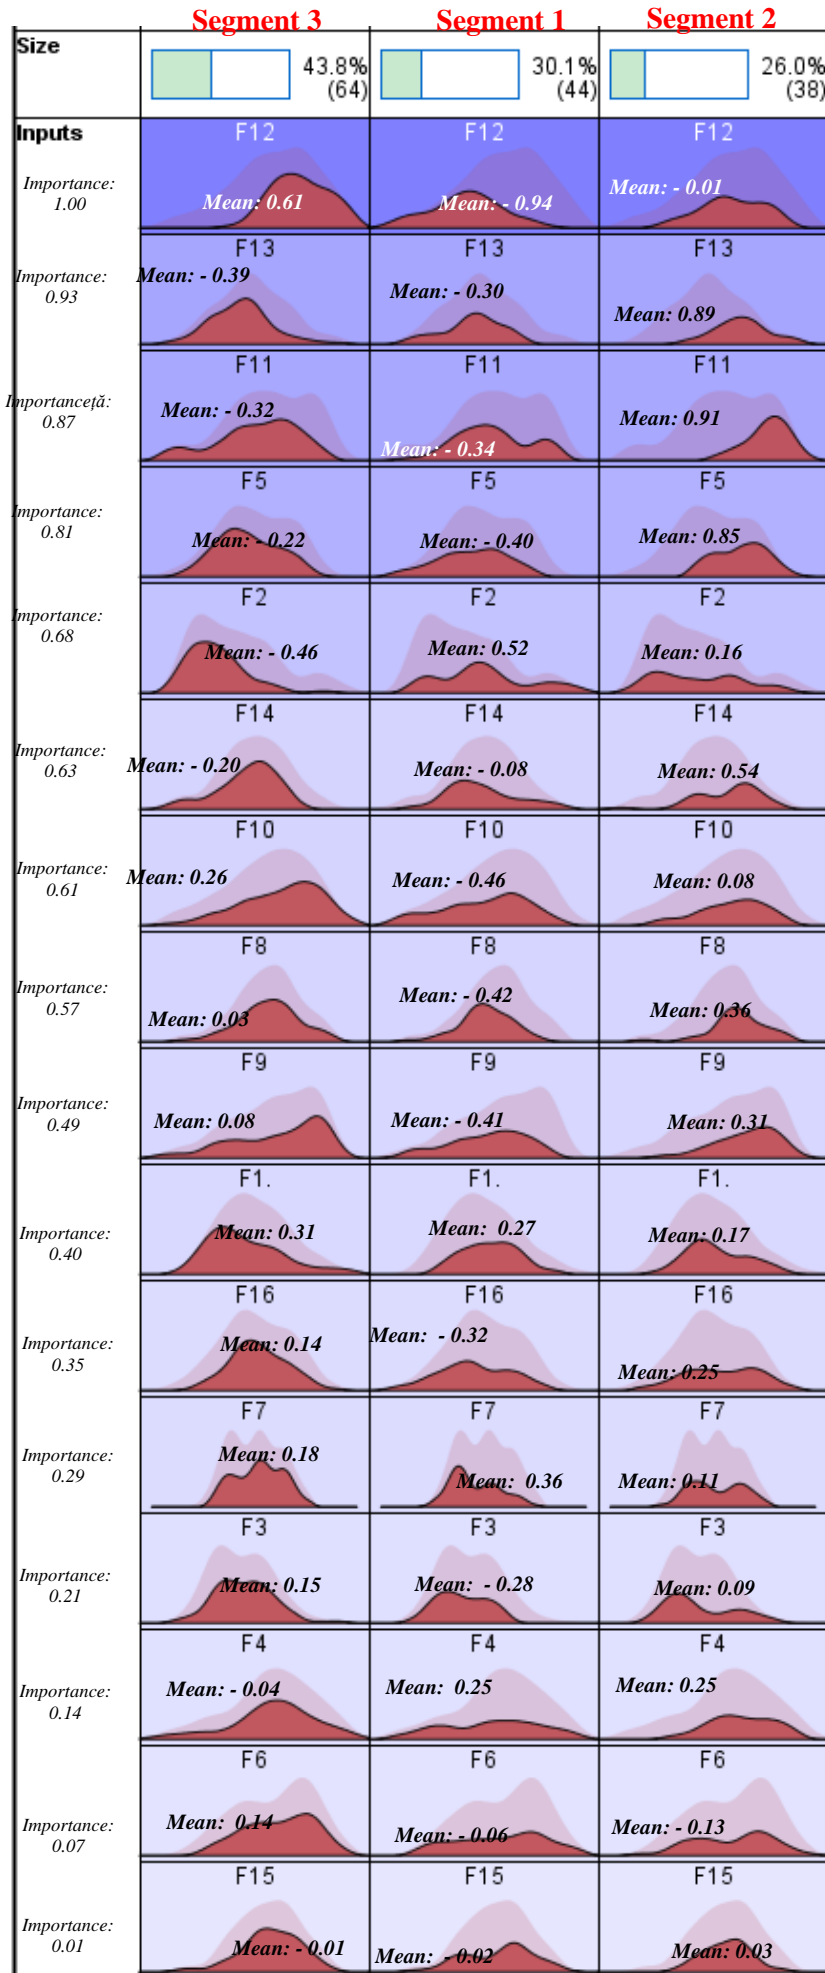 Segment 3 Segment 1 Segment 2
Size
43.8% 30.1% 26.0%
(64) (44) (38)
Inputs
F12 F12 F12
Importance:
1.00
Mean: 0.61 Mean: - 0.94 Mean: - 0.01
F13 F13 F13
Importance:
0.93
Mean: - 0.39 Mean: - 0.30 Mean: 0.89
F11 F11 F11
Importanceţă:
0.87
Mean: - 0.32 Mean: - 0.34 Mean: 0.91
F5 F5 F5
Importance:
0.81
Mean: - 0.22 Mean: - 0.40 Mean: 0.85
F2 F2 F2
Importance:
0.68
Mean: - 0.46 Mean: 0.52 Mean: 0.16
F14 F14 F14
Importance:
0.63
Mean: - 0.20 Mean: - 0.08 Mean: 0.54
F10 F10 F10
Importance:
0.61
Mean: 0.26 Mean: - 0.46 Mean: 0.08
F8 F8 F8
Importance:
0.57
Mean: 0.03 Mean: - 0.42 Mean: 0.36
F9 F9 F9
Importance:
0.49
Mean: 0.08 Mean: - 0.41 Mean: 0.31
F1. F1. F1.
Importance:
0.40
Mean: 0.31 Mean: 0.27 Mean: 0.17
F16 F16 F16
Importance:
0.35
Mean: 0.14 Mean: - 0.32 Mean: 0.25
F7 F7 F7
Importance:
0.29
Mean: 0.18 Mean: 0.36 Mean: 0.11
F3 F3 F3
Importance:
0.21
Mean: 0.15 Mean: - 0.28 Mean: 0.09
F4 F4 F4
Importance:
0.14
Mean: - 0.04 Mean: 0.25 Mean: 0.25
F6 F6 F6
Importance:
0.07
Mean: 0.14 Mean: - 0.06 Mean: - 0.13
F15 F15 F15
Importance:
0.01
Mean: - 0.01 Mean: - 0.02 Mean: 0.03